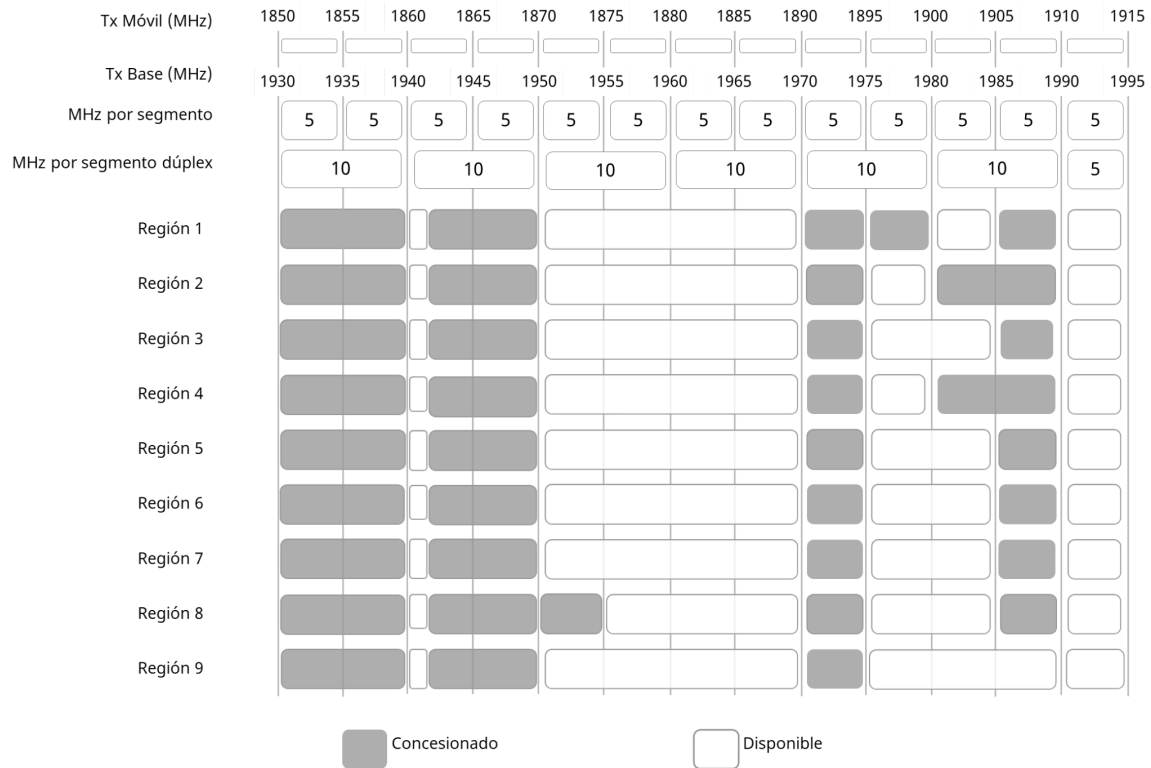 Tx Móvil (MHz) 1850 1855 1860 1865 1870 1875 1880 1885 1890 1895 1900 1905 1910 1915
Tx Base (MHz) 1930 1935 1940 1945 1950 1955 1960 1965 1970 1975 1980 1985 1990 1995
MHz por segmento 5 5 5 5 5 5 5 5 5 5 5 5 5
MHz por segmento dúplex 10 10 10 10 10 10 5
Región 1
Región 2
Región 3
Región 4
Región 5
Región 6
Región 7
Región 8
Región 9
Concesionado Disponible